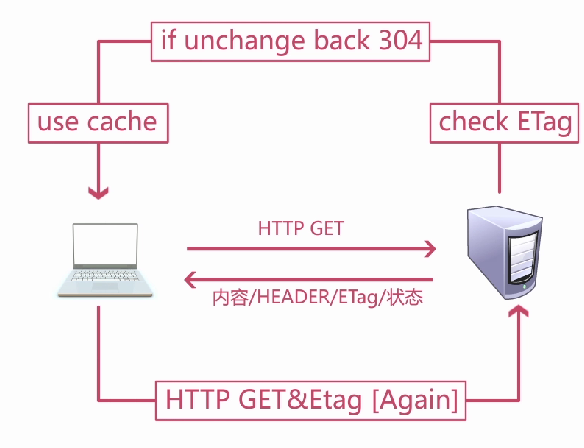 if unchange back 304
use cache
check ETag
HTTP GET
内容/HEADER/ETag/状态
HTTP GET&Etag [Again]